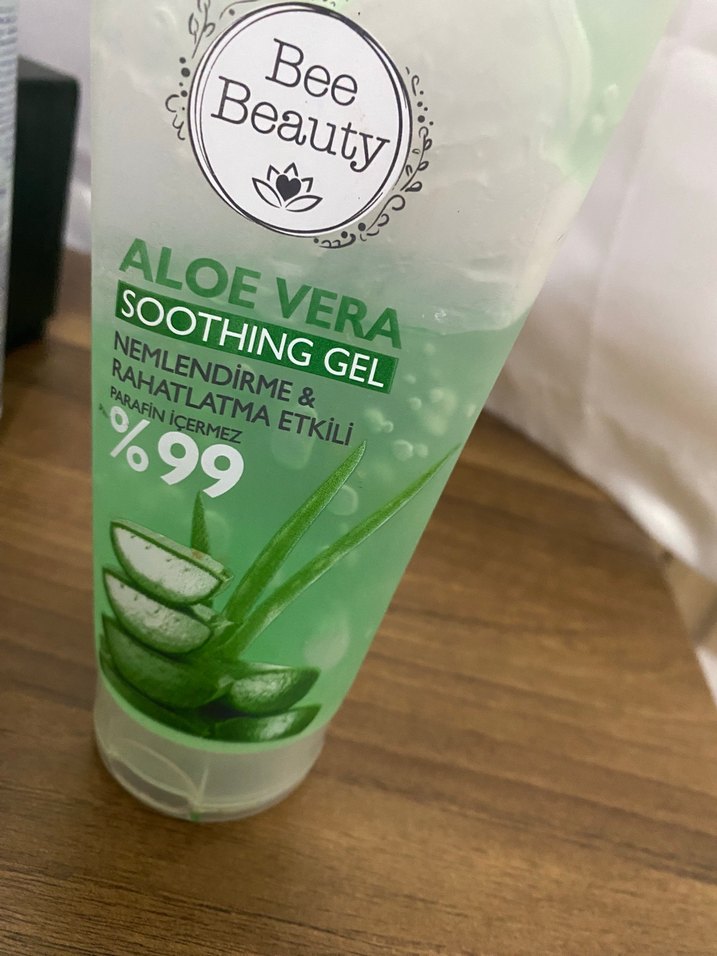 Bee
Beauty
ALOE VERA
SOOTHING GEL
NEMLENDİRME &
RAHATLATMA ETKİLİ
PARAFİN İÇERMEZ
%99